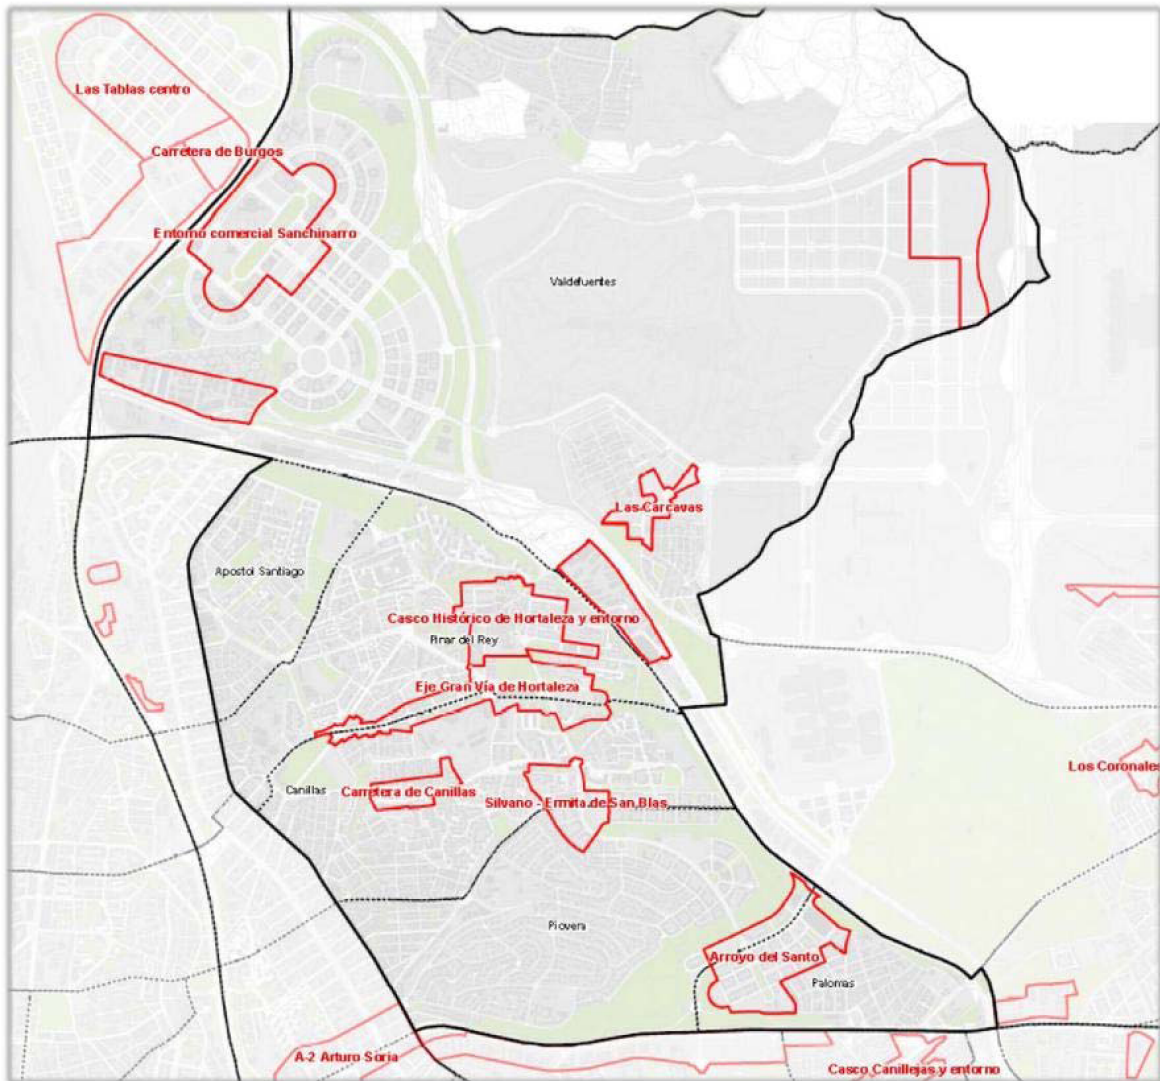 Las Tablas centro
Carretera de Burgos
Entorno comercial Sanchinarro
Valdefuentes
Las Carcavas
Apostol Santiago
Casco Histórico de Hortaleza y entorno
Pinar del Rey
Eje Gran Vía de Hortaleza
Los Coronales
Canillas
Carretera de Canillas
Silvano - Ermita de San Blas
Piovera
Arroyo del Santo
Palomas
A-2 Arturo Soria
Casco Canillejas y entorno